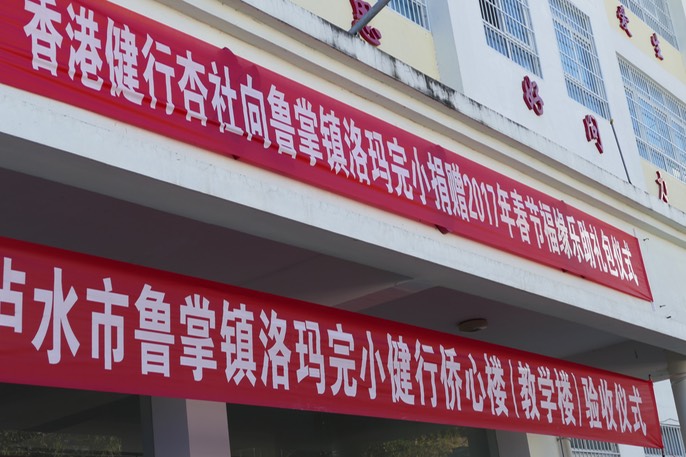 香港健行杏社向鲁掌镇洛玛完小捐赠2017年春节福缘乐助礼包仪式
泸水市鲁掌镇洛玛完小健行侨心楼(教学楼)验收仪式
好问